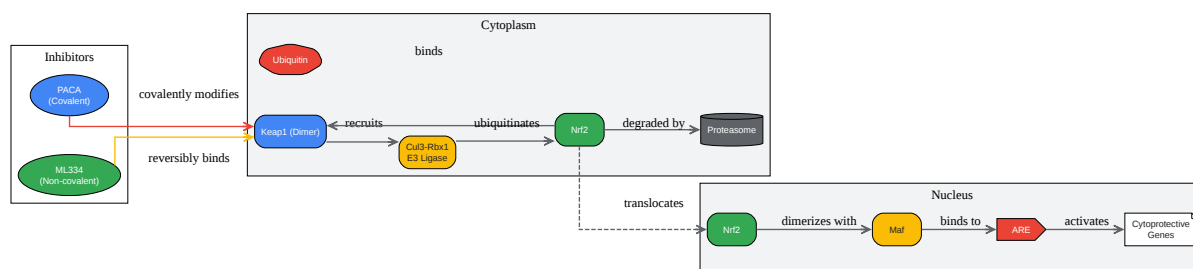 Inhibitors
PACA
(Covalent)
ML334
(Non-covalent)
covalently modifies
reversibly binds
Cytoplasm
Ubiquitin
binds
Keap1 (Dimer)
recruits
Cul3-Rbx1
E3 Ligase
ubiquitinates
Nrf2
degraded by
Proteasome
translocates
Nucleus
Nrf2
dimerizes with
Maf
binds to
ARE
activates
Cytoprotective
Genes